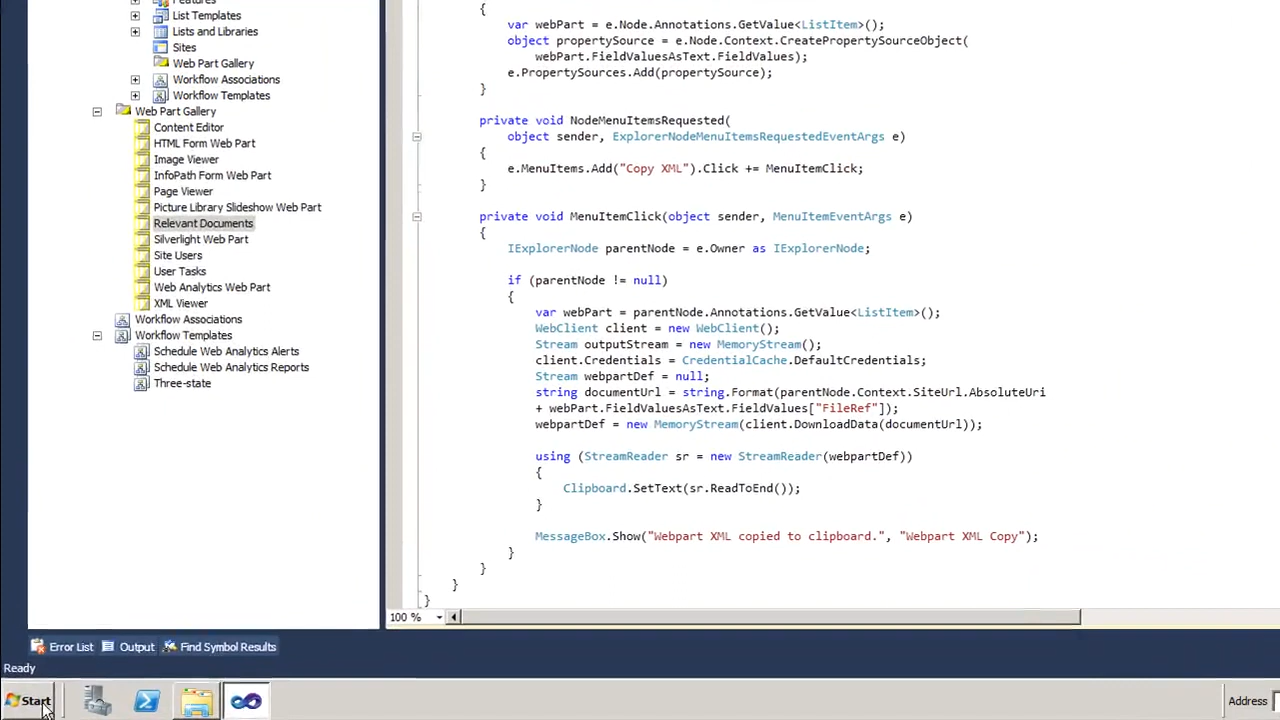 Features
List Templates
Lists and Libraries
Sites
Web Part Gallery
Workflow Associations
Workflow Templates
Web Part Gallery
Content Editor
HTML Form Web Part
Image Viewer
InfoPath Form Web Part
Page Viewer
Picture Library Slideshow Web Part
Relevant Documents
Silverlight Web Part
Site Users
User Tasks
Web Analytics Web Part
XML Viewer
Workflow Associations
Workflow Templates
Schedule Web Analytics Alerts
Schedule Web Analytics Reports
Three-state
{
var webPart = e.Node.Annotations.GetValue<ListItem>();
object propertySource = e.Node.Context.CreatePropertySourceObject(
webPart.FieldValuesAsText.FieldValues);
e.PropertySources.Add(propertySource);
}
private void NodeMenuItemsRequested(
object sender, ExplorerNodeMenuItemsRequestedEventArgs e)
{
e.MenuItems.Add("Copy XML").Click += MenuItemClick;
}
private void MenuItemClick(object sender, MenuItemEventArgs e)
{
IExplorerNode parentNode = e.Owner as IExplorerNode;
if (parentNode != null)
{
var webPart = parentNode.Annotations.GetValue<ListItem>();
WebClient client = new WebClient();
Stream outputStream = new MemoryStream();
client.Credentials = CredentialCache.DefaultCredentials;
Stream webpartDef = null;
string documentUrl = string.Format(parentNode.Context.SiteUrl.AbsoluteUri
+ webPart.FieldValuesAsText.FieldValues["FileRef"]);
webpartDef = new MemoryStream(client.DownloadData(documentUrl));
using (StreamReader sr = new StreamReader(webpartDef))
{
Clipboard.SetText(sr.ReadToEnd());
}
MessageBox.Show("Webpart XML copied to clipboard.", "Webpart XML Copy");
}
}
}
}
100 %
Error List Output Find Symbol Results
Ready
Start Address